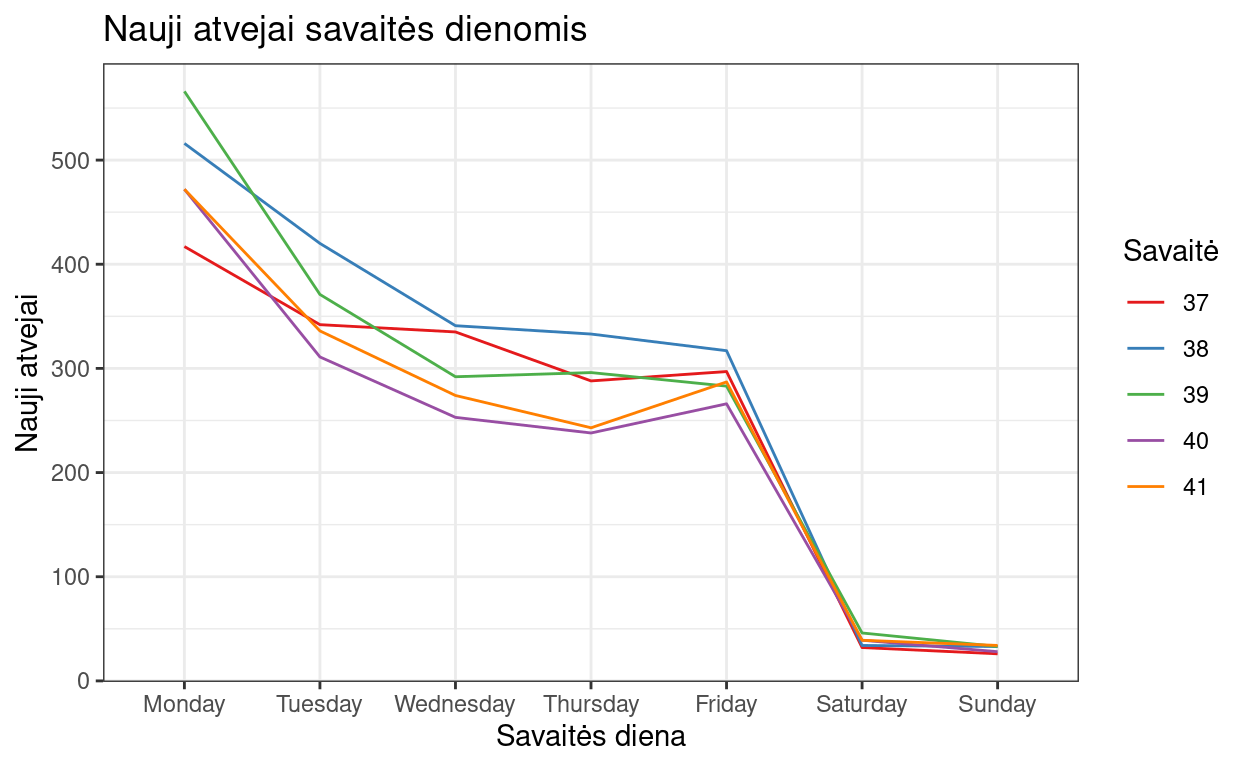 Nauji atvejai savaitės dienomis
Nauji atvejai
500
400
300
200
100
0
Monday Tuesday Wednesday Thursday Friday Saturday Sunday
Savaitės diena
Savaitė
37
38
39
40
41